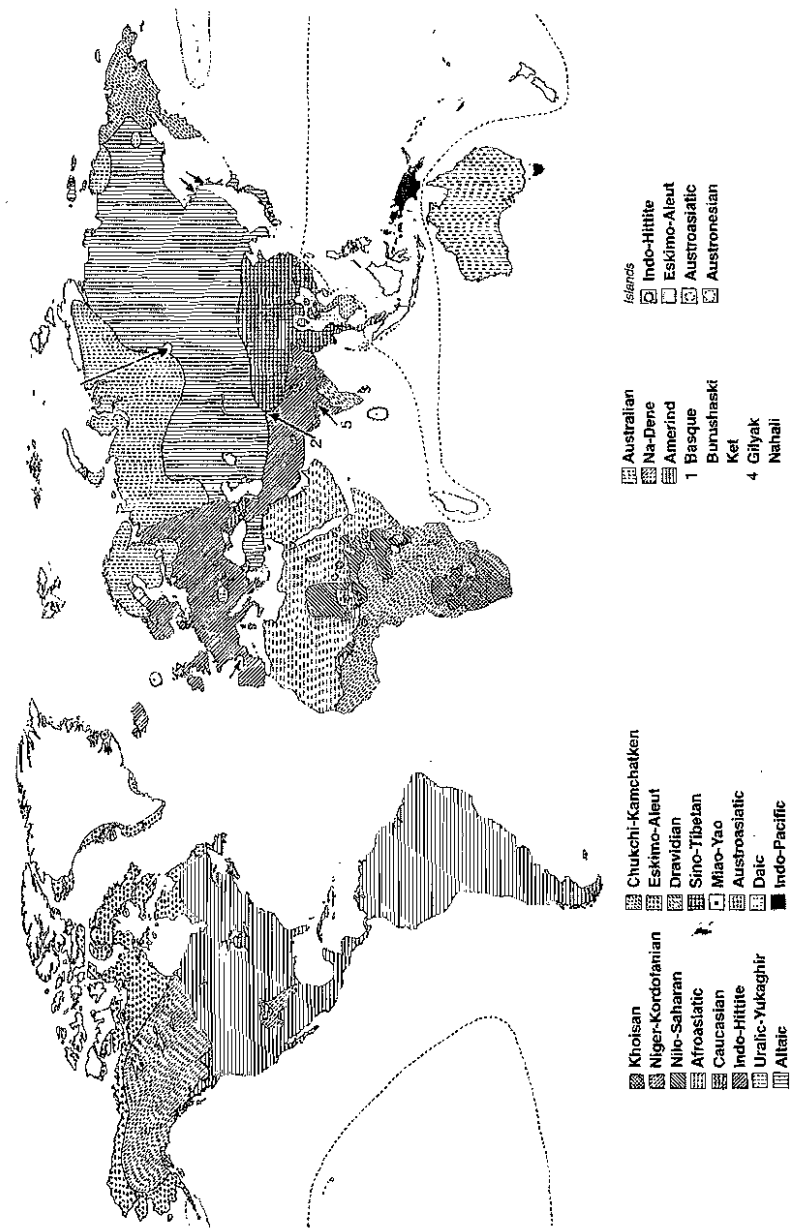 2
5
3
Khoisan
Niger-Kordofanian
Nilo-Saharan
Afroasiatic
Caucasian
Indo-Hittite
Uralic-Yukaghir
Altaic
Chukchi-Kamchatken
Eskimo-Aleut
Dravidian
Sino-Tibetan
Miao-Yao
Austroasiatic
Daic
Indo-Pacific
Australian
Na-Dene
Amerind
1 Basque
Burushaski
Ket
4 Gilyak
Nahali
Islands
Indo-Hittite
Eskimo-Aleut
Austroasiatic
Austronesian